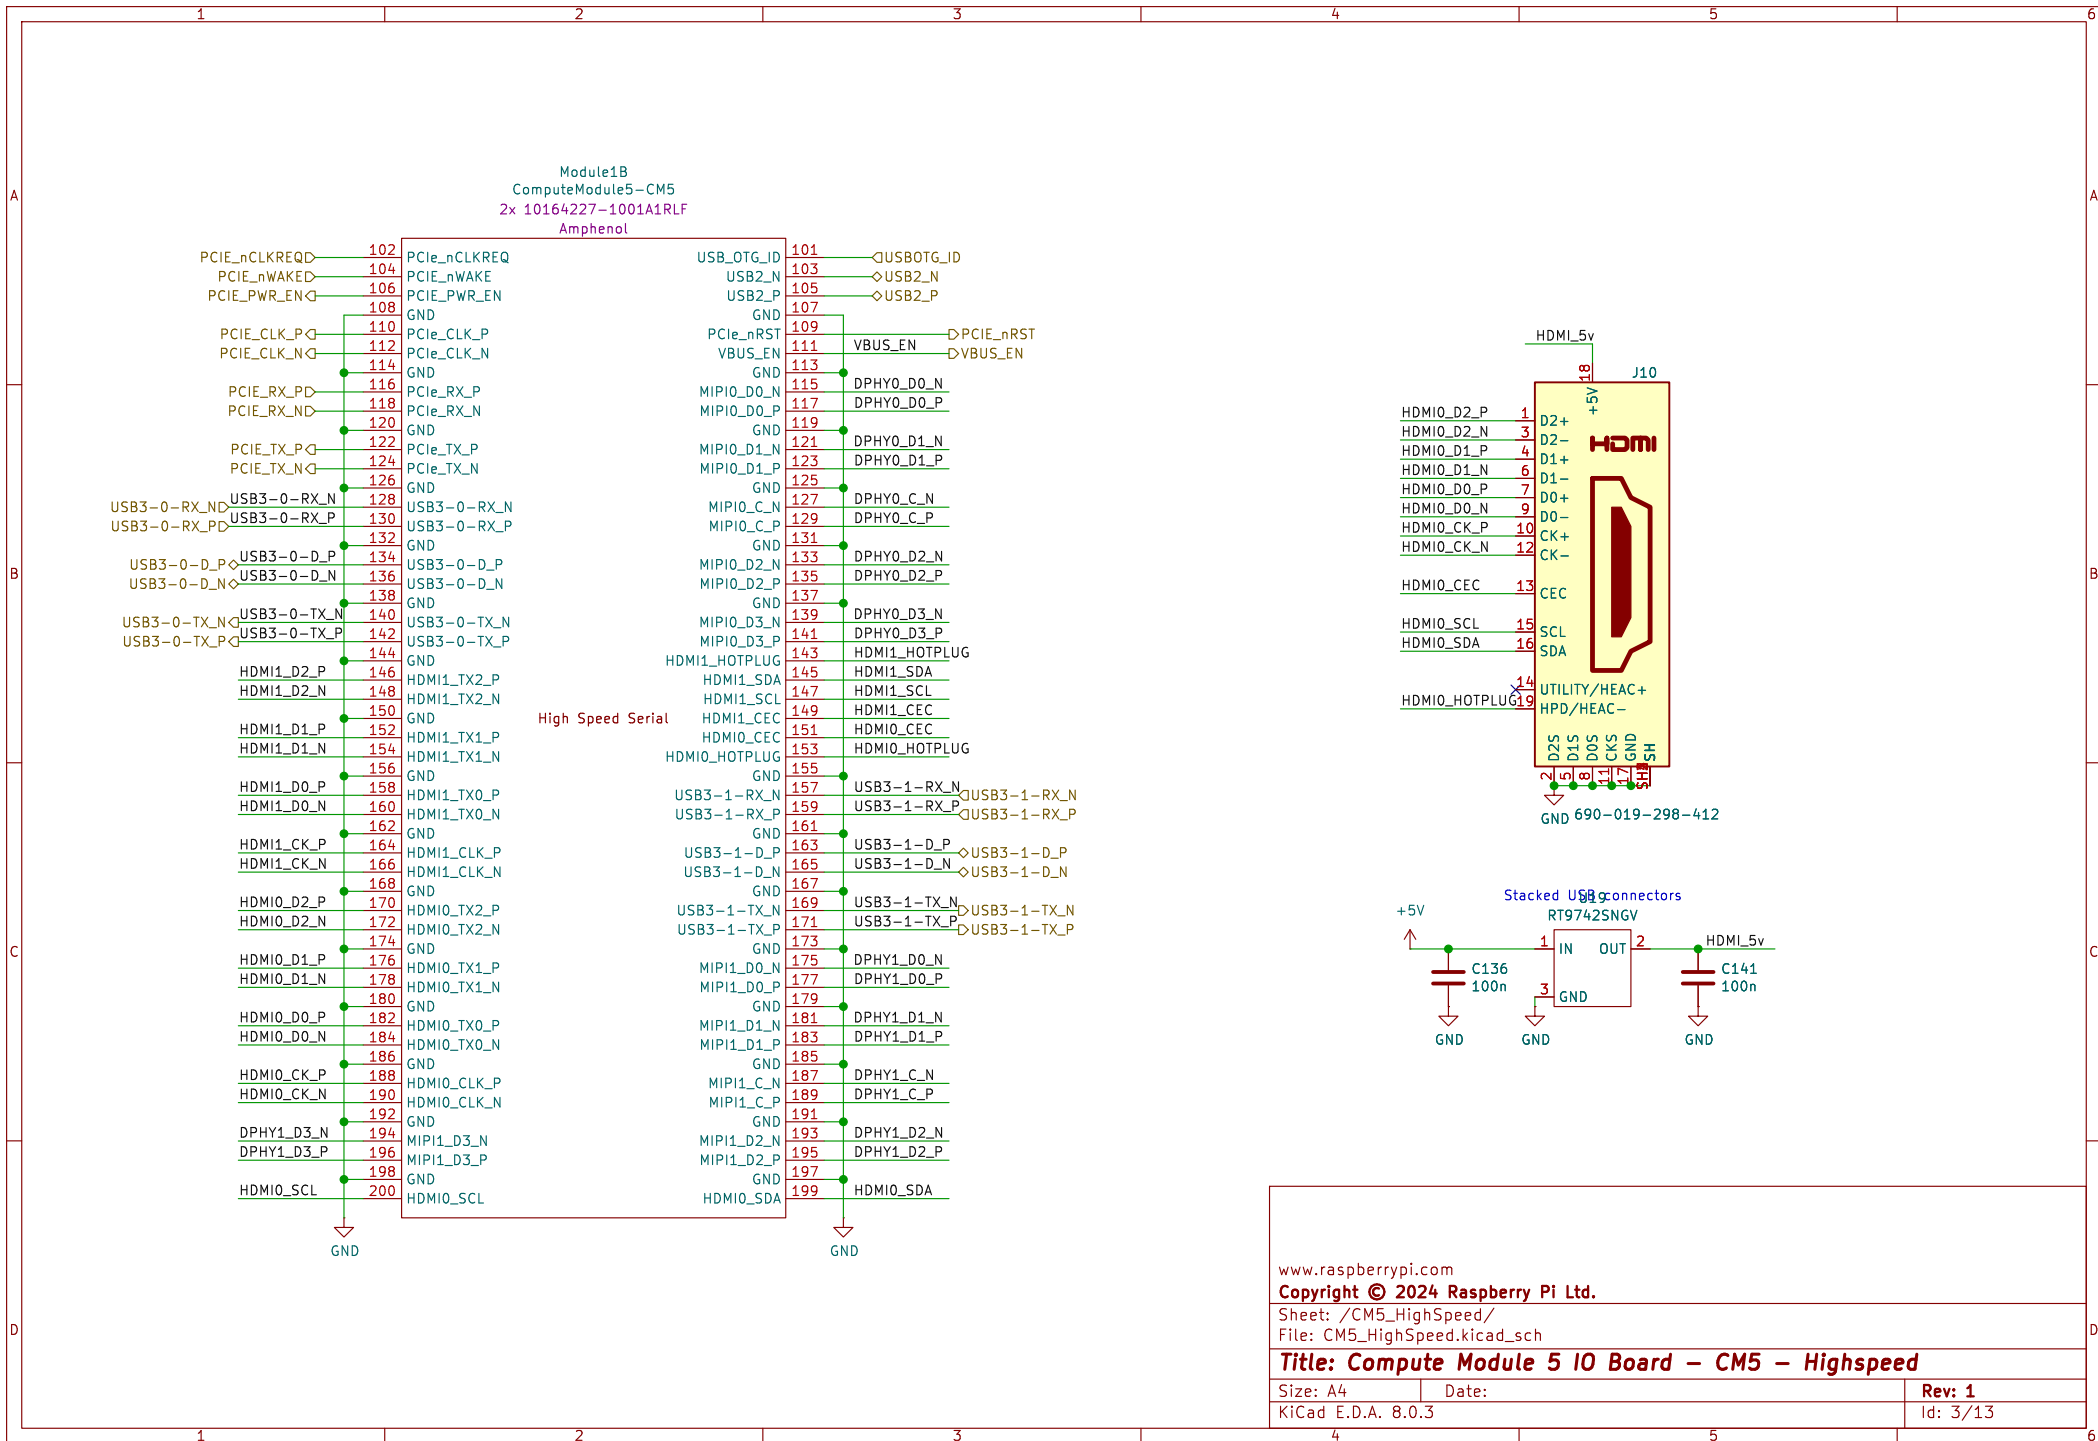 1 2 3 4 5 6
A
B
C
D
Module1B
ComputeModule5-CM5
2x 10164227-1001A1RLF
Amphenol
PCIE_nCLKREQ 102 PCIe_nCLKREQ USB_OTG_ID 101 USBOTG_ID
PCIE_nWAKE 104 PCIE_nWAKE USB2_N 103 USB2_N
PCIE_PWR_EN 106 PCIE_PWR_EN USB2_P 105 USB2_P
108 GND GND 107
PCIE_CLK_P 110 PCIe_CLK_P PCIe_nRST 109 PCIE_nRST
PCIE_CLK_N 112 PCIe_CLK_N VBUS_EN 111 VBUS_EN VBUS_EN
114 GND GND 113
PCIE_RX_P 116 PCIe_RX_P MIPI0_D0_N 115 DPHY0_D0_N
PCIE_RX_N 118 PCIe_RX_N MIPI0_D0_P 117 DPHY0_D0_P
120 GND GND 119
PCIE_TX_P 122 PCIe_TX_P MIPI0_D1_N 121 DPHY0_D1_N
PCIE_TX_N 124 PCIe_TX_N MIPI0_D1_P 123 DPHY0_D1_P
126 GND GND 125
USB3-0-RX_N USB3-0-RX_N 128 USB3-0-RX_N MIPI0_C_N 127 DPHY0_C_N
USB3-0-RX_P USB3-0-RX_P 130 USB3-0-RX_P MIPI0_C_P 129 DPHY0_C_P
132 GND GND 131
USB3-0-D_P USB3-0-D_P 134 USB3-0-D_P MIPI0_D2_N 133 DPHY0_D2_N
USB3-0-D_N USB3-0-D_N 136 USB3-0-D_N MIPI0_D2_P 135 DPHY0_D2_P
138 GND GND 137
USB3-0-TX_N USB3-0-TX_N 140 USB3-0-TX_N MIPI0_D3_N 139 DPHY0_D3_N
USB3-0-TX_P USB3-0-TX_P 142 USB3-0-TX_P MIPI0_D3_P 141 DPHY0_D3_P
144 GND HDMI1_HOTPLUG 143 HDMI1_HOTPLUG
HDMI1_D2_P 146 HDMI1_TX2_P HDMI1_SDA 145 HDMI1_SDA
HDMI1_D2_N 148 HDMI1_TX2_N HDMI1_SCL 147 HDMI1_SCL
150 GND High Speed Serial HDMI1_CEC 149 HDMI1_CEC
HDMI1_D1_P 152 HDMI1_TX1_P HDMI0_CEC 151 HDMI0_CEC
HDMI1_D1_N 154 HDMI1_TX1_N HDMI0_HOTPLUG 153 HDMI0_HOTPLUG
156 GND GND 155
HDMI1_D0_P 158 HDMI1_TX0_P USB3-1-RX_N 157 USB3-1-RX_N USB3-1-RX_N
HDMI1_D0_N 160 HDMI1_TX0_N USB3-1-RX_P 159 USB3-1-RX_P USB3-1-RX_P
162 GND GND 161
HDMI1_CK_P 164 HDMI1_CLK_P USB3-1-D_P 163 USB3-1-D_P USB3-1-D_P
HDMI1_CK_N 166 HDMI1_CLK_N USB3-1-D_N 165 USB3-1-D_N USB3-1-D_N
168 GND GND 167
HDMI0_D2_P 170 HDMI0_TX2_P USB3-1-TX_N 169 USB3-1-TX_N USB3-1-TX_N
HDMI0_D2_N 172 HDMI0_TX2_N USB3-1-TX_P 171 USB3-1-TX_P USB3-1-TX_P
174 GND GND 173
HDMI0_D1_P 176 HDMI0_TX1_P MIPI1_D0_N 175 DPHY1_D0_N
HDMI0_D1_N 178 HDMI0_TX1_N MIPI1_D0_P 177 DPHY1_D0_P
180 GND GND 179
HDMI0_D0_P 182 HDMI0_TX0_P MIPI1_D1_N 181 DPHY1_D1_N
HDMI0_D0_N 184 HDMI0_TX0_N MIPI1_D1_P 183 DPHY1_D1_P
186 GND GND 185
HDMI0_CK_P 188 HDMI0_CLK_P MIPI1_C_N 187 DPHY1_C_N
HDMI0_CK_N 190 HDMI0_CLK_N MIPI1_C_P 189 DPHY1_C_P
192 GND GND 191
DPHY1_D3_N 194 MIPI1_D3_N MIPI1_D2_N 193 DPHY1_D2_N
DPHY1_D3_P 196 MIPI1_D3_P MIPI1_D2_P 195 DPHY1_D2_P
198 GND GND 197
HDMI0_SCL 200 HDMI0_SCL HDMI0_SDA 199 HDMI0_SDA
GND GND
HDMI_5v
J10
18 +5V
HDMI0_D2_P 1 D2+
HDMI0_D2_N 3 D2-
HDMI
HDMI0_D1_P 4 D1+
HDMI0_D1_N 6 D1-
HDMI0_D0_P 7 D0+
HDMI0_D0_N 9 D0-
HDMI0_CK_P 10 CK+
HDMI0_CK_N 12 CK-
HDMI0_CEC 13 CEC
HDMI0_SCL 15 SCL
HDMI0_SDA 16 SDA
14 UTILITY/HEAC+
HDMI0_HOTPLUG 19 HPD/HEAC-
D2S D1S D0S CKS GND SH
2 5 8 11 17
GND 690-019-298-412
Stacked USB connectors
U19
RT9742SNGV
+5V
1 IN OUT 2 HDMI_5v
C136
100n
3 GND
C141
100n
GND GND GND
www.raspberrypi.com
Copyright © 2024 Raspberry Pi Ltd.
Sheet: /CM5_HighSpeed/
File: CM5_HighSpeed.kicad_sch
Title: Compute Module 5 IO Board - CM5 - Highspeed
Size: A4 Date: Rev: 1
KiCad E.D.A. 8.0.3 Id: 3/13
A
B
C
D
1 2 3 4 5 6